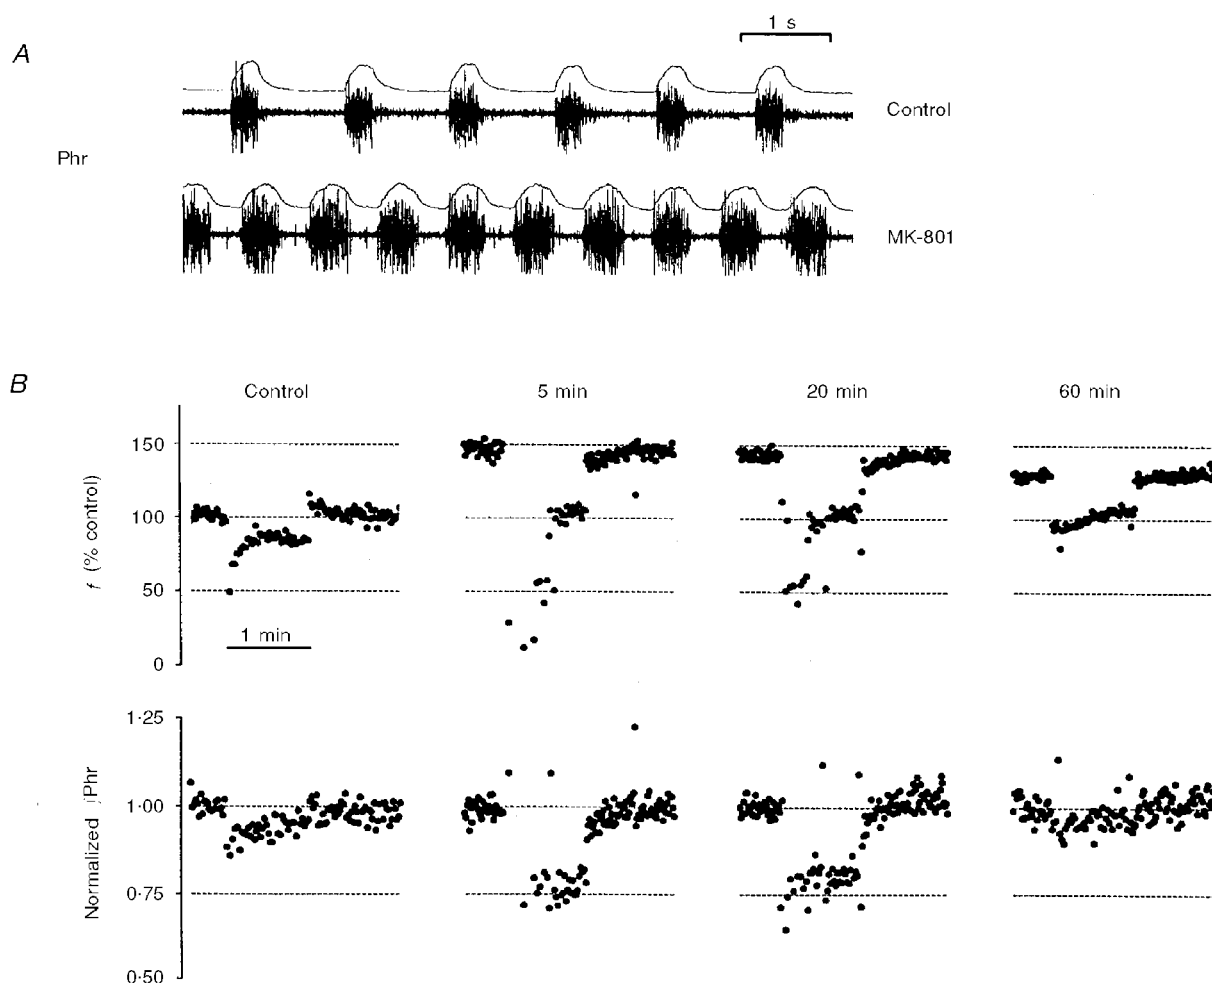 A
1 s
Control
Phr
MK-801
B
Control 5 min 20 min 60 min
f (% control)
150
100
50
0
1 min
Normalized ∫Phr
1·25
1·00
0·75
0·50